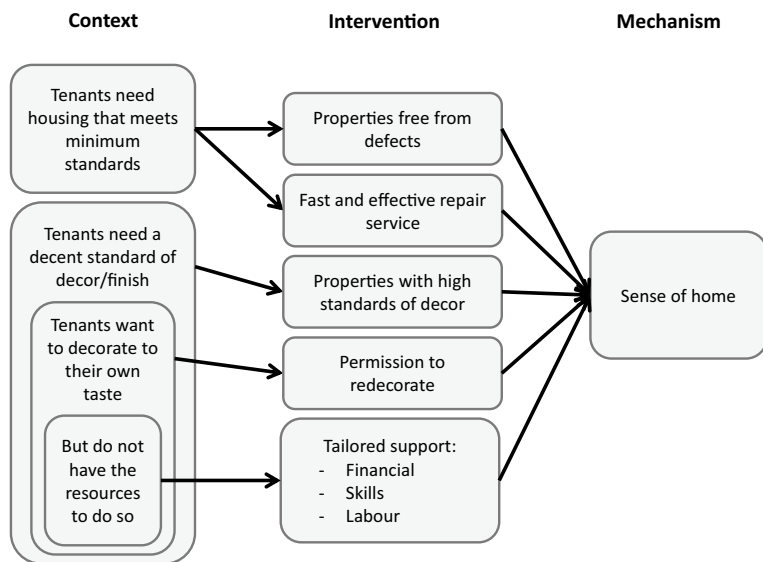 Context
Intervention
Mechanism
Tenants need
housing that meets
minimum
standards
Tenants need a
decent standard of
decor/finish
Tenants want
to decorate to
their own
taste
But do not
have the
resources
to do so
Properties free from
defects
Fast and effective repair
service
Properties with high
standards of decor
Permission to
redecorate
Tailored support:
- Financial
- Skills
- Labour
Sense of home